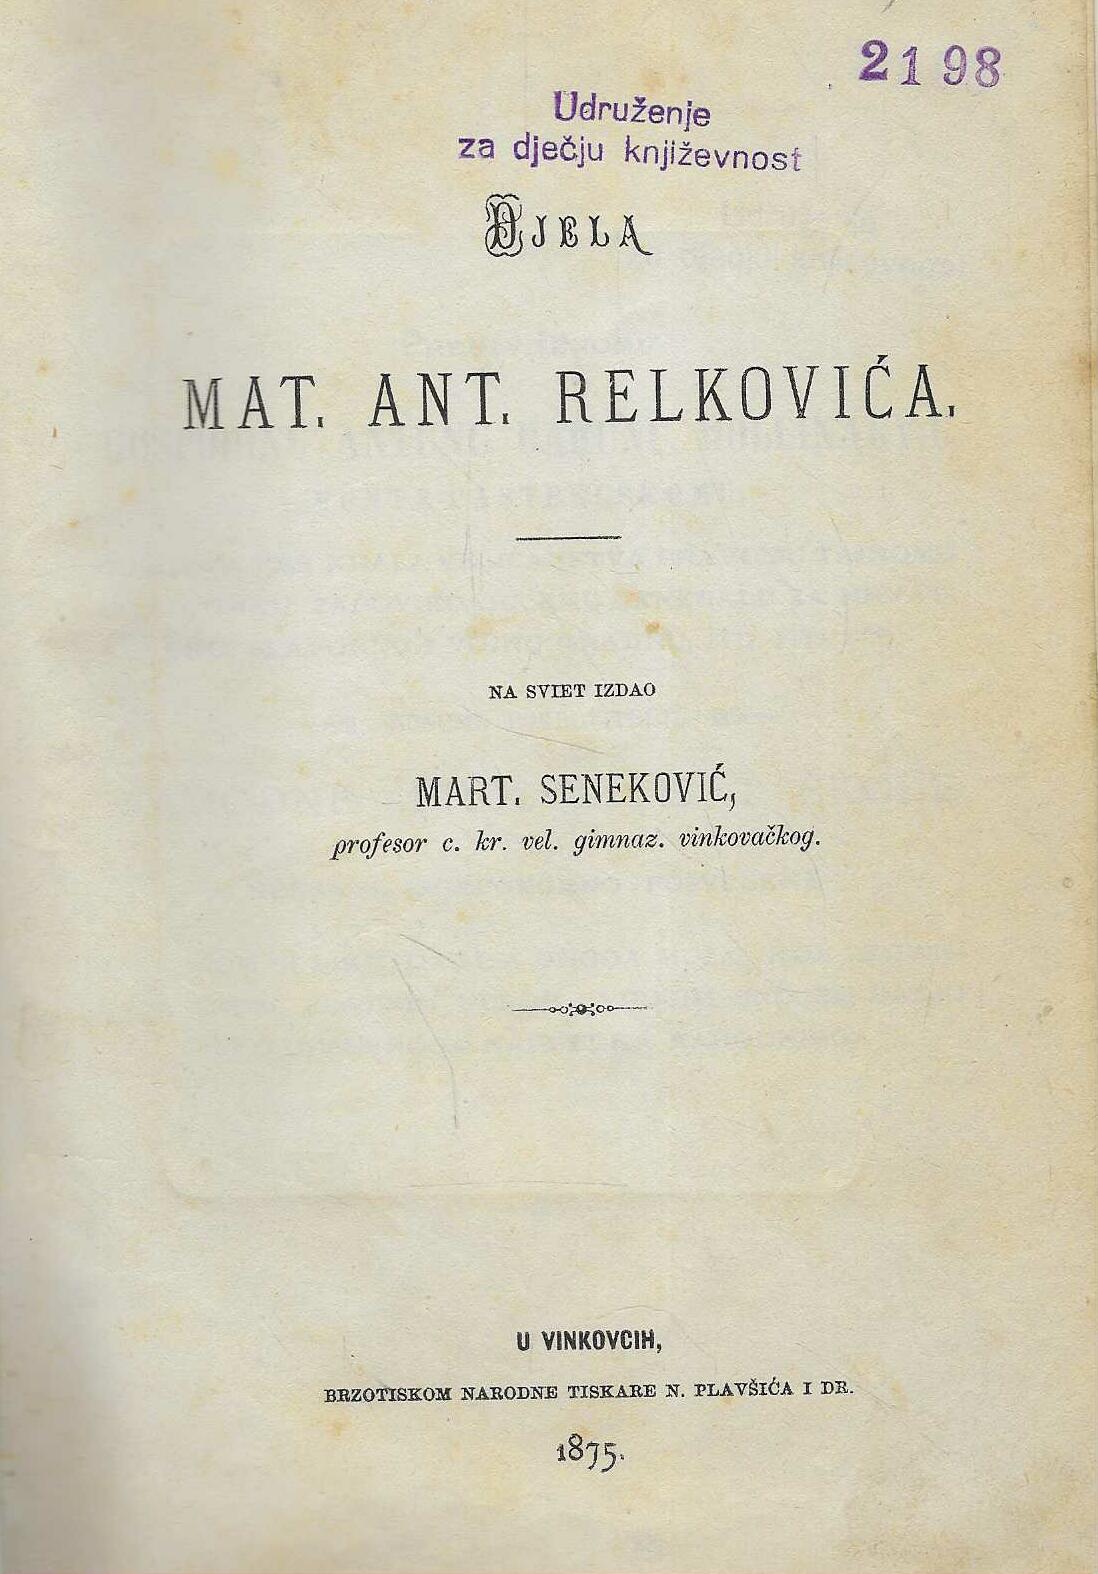 2198
Udruženje
za dječju književnost
DJELA
MAT. ANT. RELKOVIĆA.
NA SVIET IZDAO
MART. SENEKOVIĆ,
profesor c. kr. vel. gimnaz. vinkovačkog.
U VINKOVCIH,
BRZOTISKOM NARODNE TISKARE N. PLAVŠIĆA I DR.
1875.